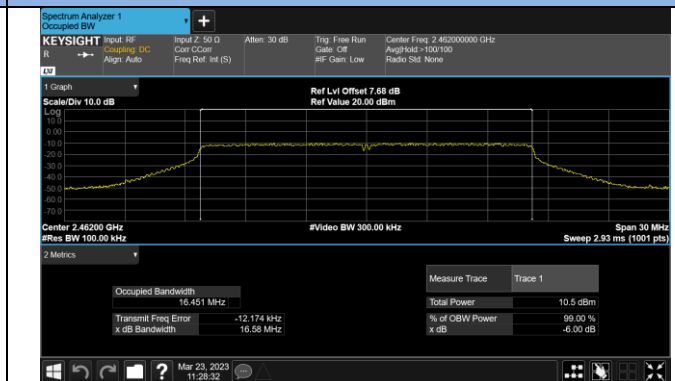 Spectrum Analyzer 1
Occupied BW
+
KEYSIGHT
R
LXI
Input: RF
Coupling: DC
Align: Auto
Input Z: 50 Ω
Corr CCorr
Freq Ref: Int (S)
Atten: 30 dB
Trig: Free Run
Gate: Off
#IF Gain: Low
Center Freq: 2.462000000 GHz
Avg|Hold:>100/100
Radio Std: None
1 Graph
Scale/Div 10.0 dB
Ref Lvl Offset 7.68 dB
Ref Value 20.00 dBm
Log
10.0
0.00
-10.0
-20.0
-30.0
-40.0
-50.0
-60.0
-70.0
Center 2.46200 GHz
#Res BW 100.00 kHz
#Video BW 300.00 kHz
Span 30 MHz
Sweep 2.93 ms (1001 pts)
2 Metrics
Measure Trace Trace 1
Occupied Bandwidth
16.451 MHz
Total Power 10.5 dBm
Transmit Freq Error -12.174 kHz
% of OBW Power 99.00 %
x dB Bandwidth 16.58 MHz
x dB -6.00 dB
?
Mar 23, 2023
11:28:32